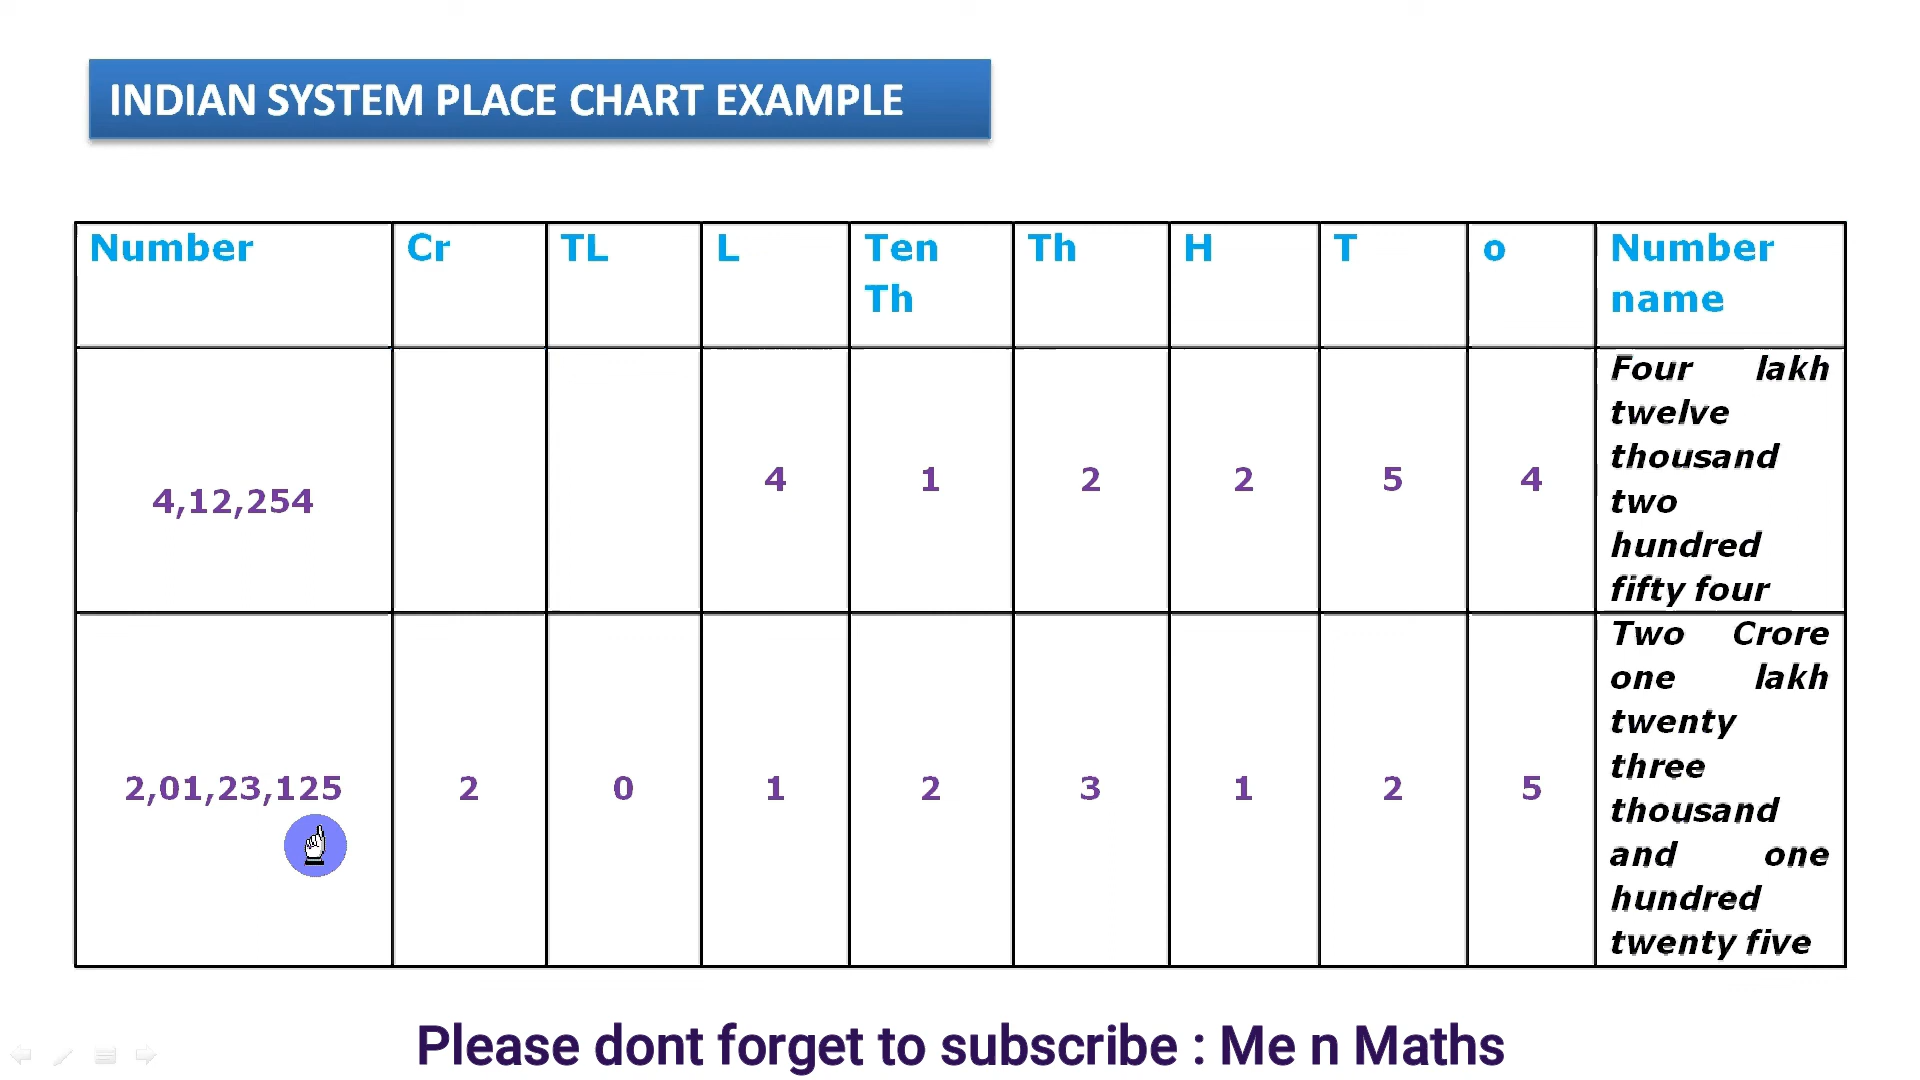 INDIAN SYSTEM PLACE CHART EXAMPLE
Number Cr TL L Ten Th H T o Number
Th name
4,12,254 4 1 2 2 5 4
Four lakh
twelve
thousand
two
hundred
fifty four
2,01,23,125 2 0 1 2 3 1 2 5
Two Crore
one lakh
twenty
three
thousand
and one
hundred
twenty five
Please dont forget to subscribe : Me n Maths